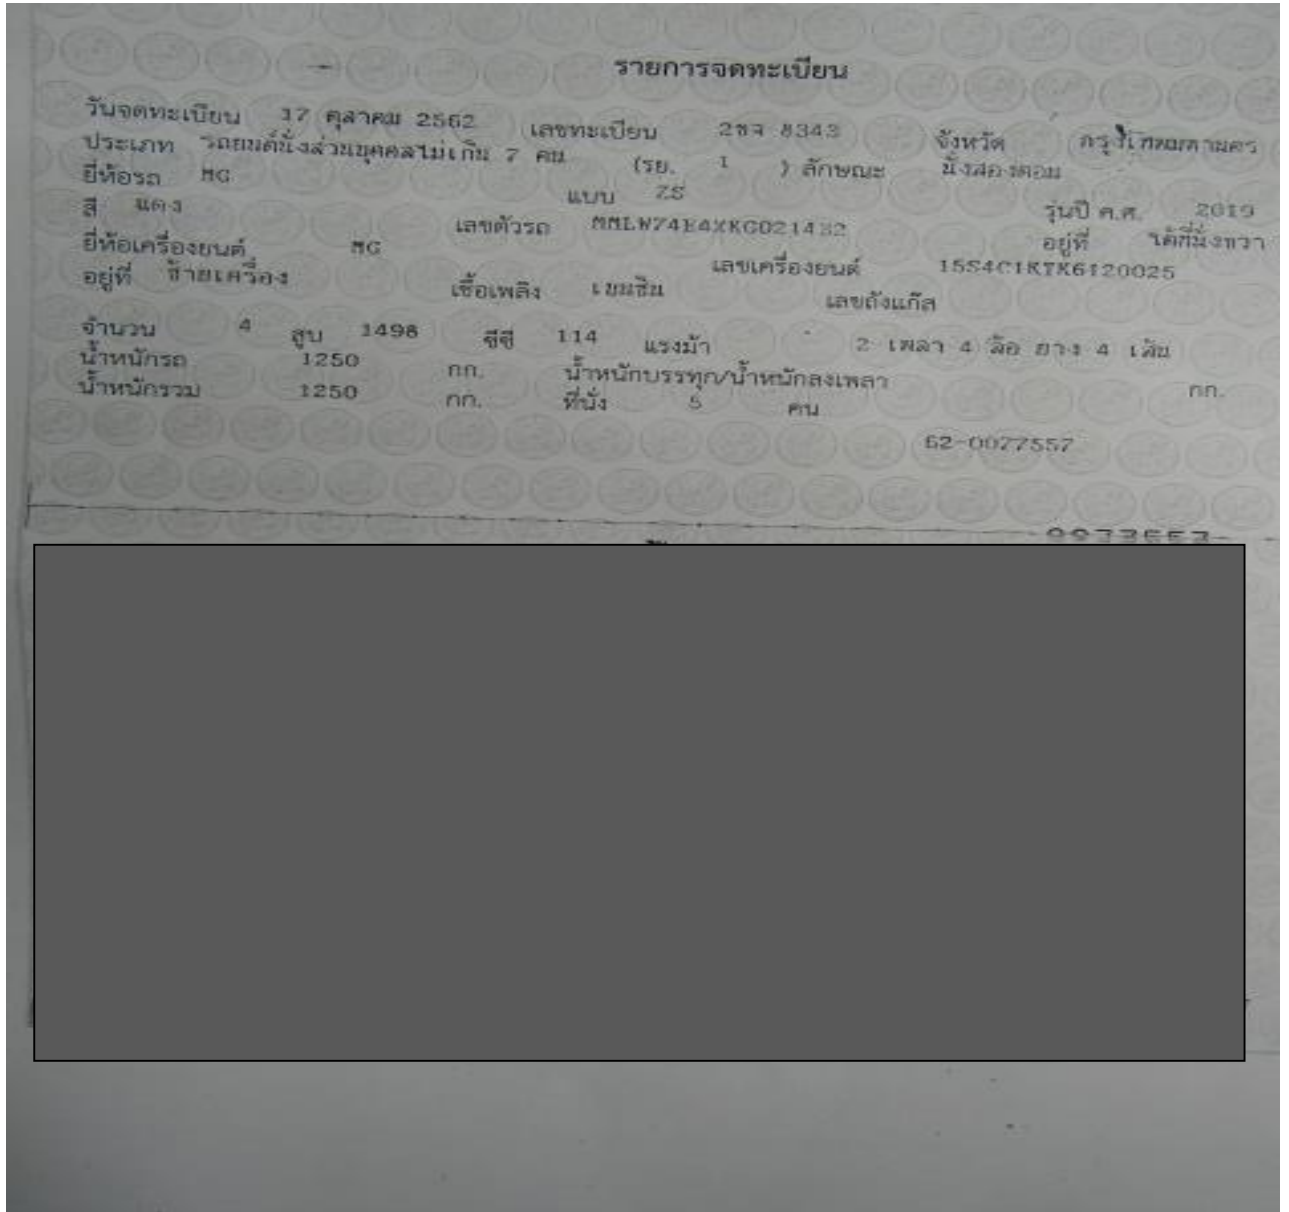 รายการจดทะเบียน
วันจดทะเบียน 17 ตุลาคม 2562 เลขทะเบียน 8343 จังหวัด กรุงเทพมหานคร
ประเภท รถยนต์นั่งส่วนบุคคลไม่เกิน 7 คน (รย. 1 ) ลักษณะ นั่งสองตอน
ยี่ห้อรถ MG แบบ ZS รุ่นปี ค.ศ. 2019
สี แดง เลขตัวรถ MMLW74E4XKG021432 อยู่ที่ ใต้ที่นั่งขวา
ยี่ห้อเครื่องยนต์ MG เลขเครื่องยนต์ 15S4C1KTK6120025
อยู่ที่ ซ้ายเครื่อง เชื้อเพลิง เบนซิน เลขถังแก๊ส
จำนวน 4 สูบ 1498 ซีซี 114 แรงม้า 2 เพลา 4 ล้อ ยาง 4 เส้น
น้ำหนักรถ 1250 กก. น้ำหนักบรรทุก/น้ำหนักลงเพลา กก.
น้ำหนักรวม 1250 กก. ที่นั่ง 5 คน
62-0077557